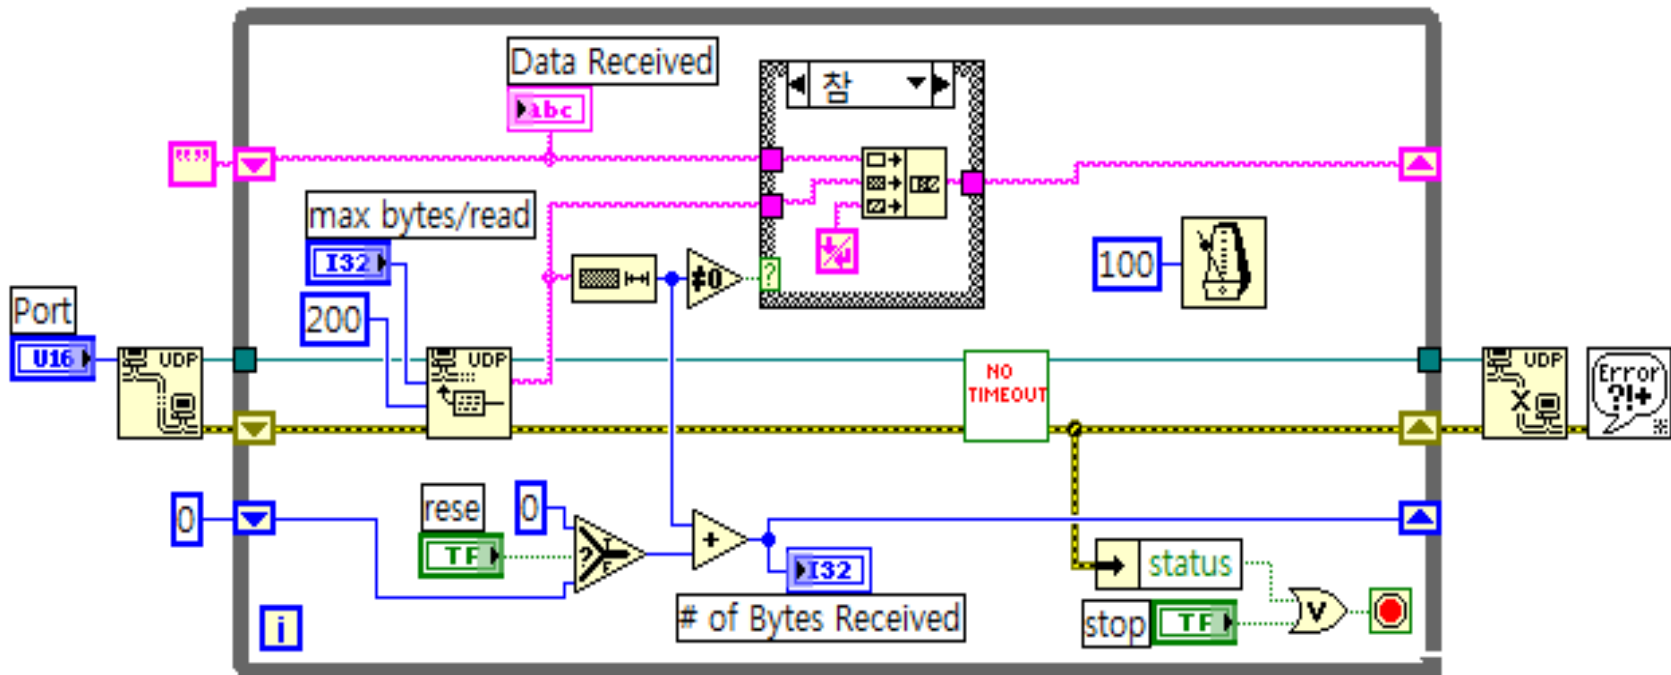 Data Received
abc
참
""
max bytes/read
I32
≠0
?
100
200
Port
U16
UDP
UDP
NO
TIMEOUT
UDP
Error
?!+
0
rese
0
TF
?
T
F
+
I32
# of Bytes Received
status
stop
TF
V
i